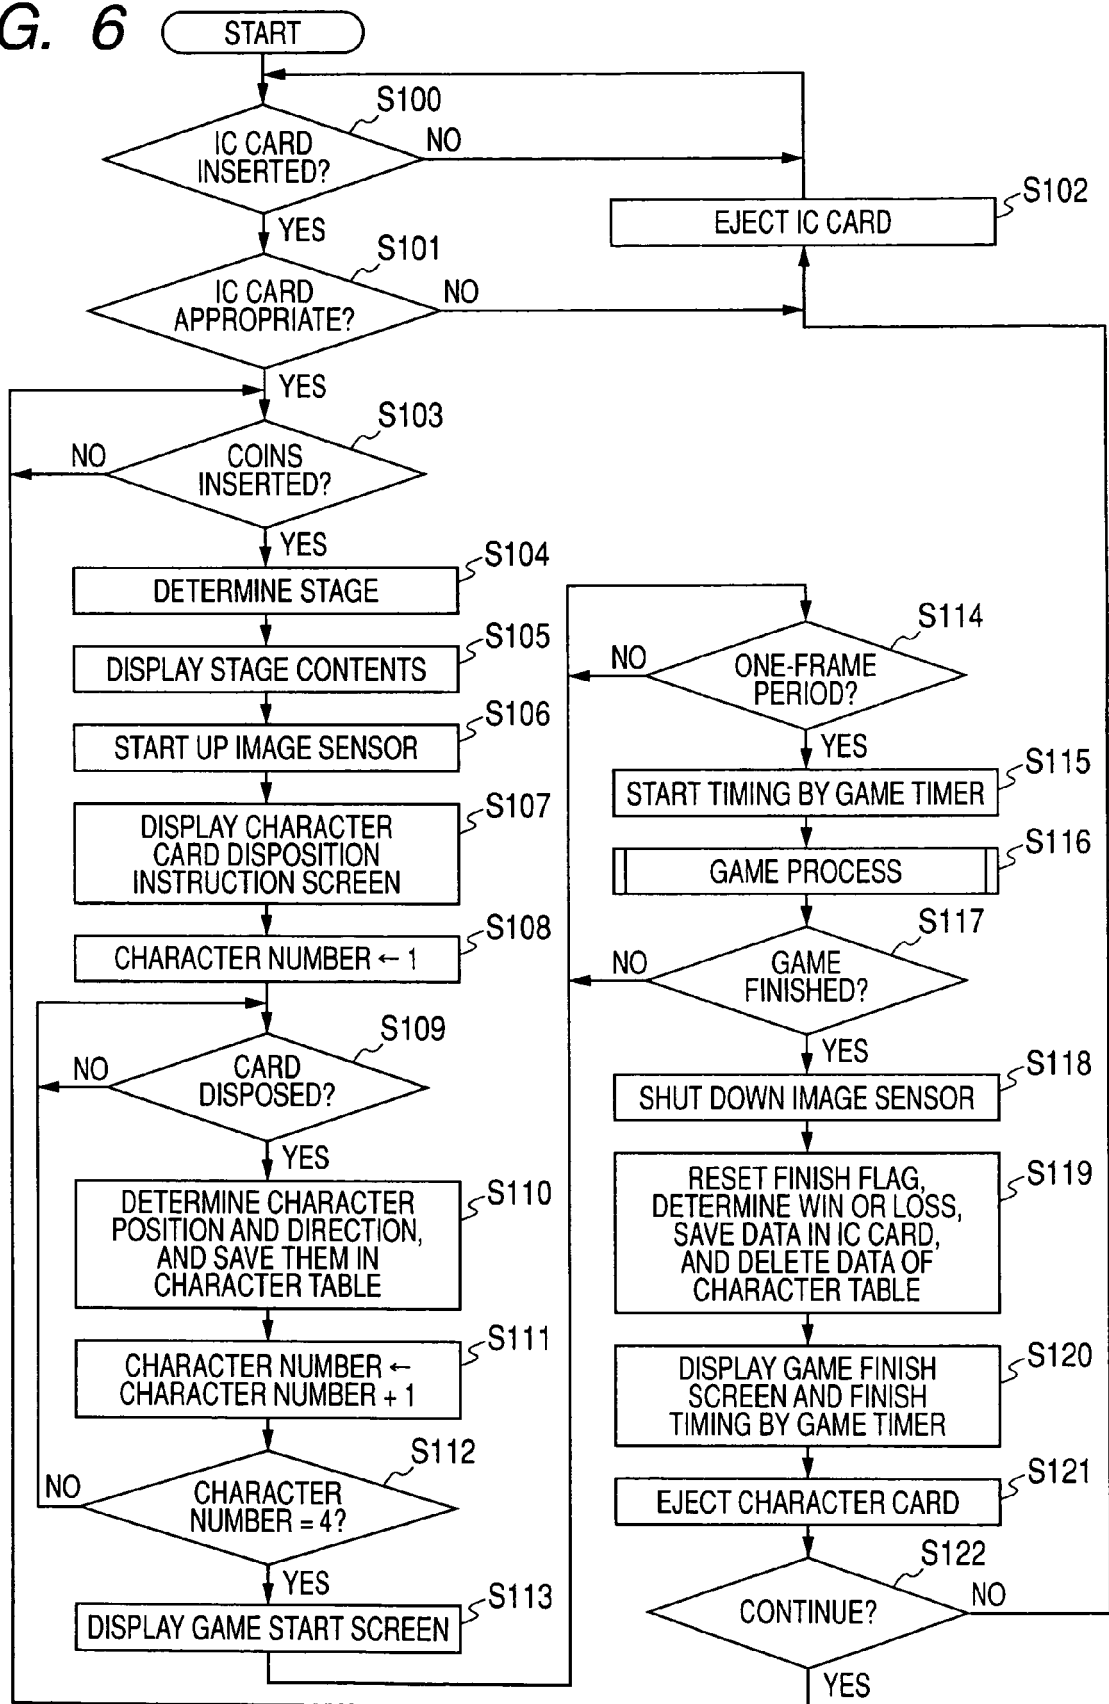 G. 6
START
S100
IC CARD
INSERTED?
NO
YES
S102
EJECT IC CARD
S101
IC CARD
APPROPRIATE?
NO
YES
S103
COINS
INSERTED?
NO
YES
S104
DETERMINE STAGE
S105
DISPLAY STAGE CONTENTS
S106
START UP IMAGE SENSOR
S107
DISPLAY CHARACTER
CARD DISPOSITION
INSTRUCTION SCREEN
S108
CHARACTER NUMBER ← 1
S109
CARD
DISPOSED?
NO
YES
S110
DETERMINE CHARACTER
POSITION AND DIRECTION,
AND SAVE THEM IN
CHARACTER TABLE
S111
CHARACTER NUMBER ←
CHARACTER NUMBER + 1
S112
CHARACTER
NUMBER = 4?
NO
YES
S113
DISPLAY GAME START SCREEN
S114
ONE-FRAME
PERIOD?
NO
YES
S115
START TIMING BY GAME TIMER
S116
GAME PROCESS
S117
GAME
FINISHED?
NO
YES
S118
SHUT DOWN IMAGE SENSOR
S119
RESET FINISH FLAG,
DETERMINE WIN OR LOSS,
SAVE DATA IN IC CARD,
AND DELETE DATA OF
CHARACTER TABLE
S120
DISPLAY GAME FINISH
SCREEN AND FINISH
TIMING BY GAME TIMER
S121
EJECT CHARACTER CARD
S122
CONTINUE?
NO
YES